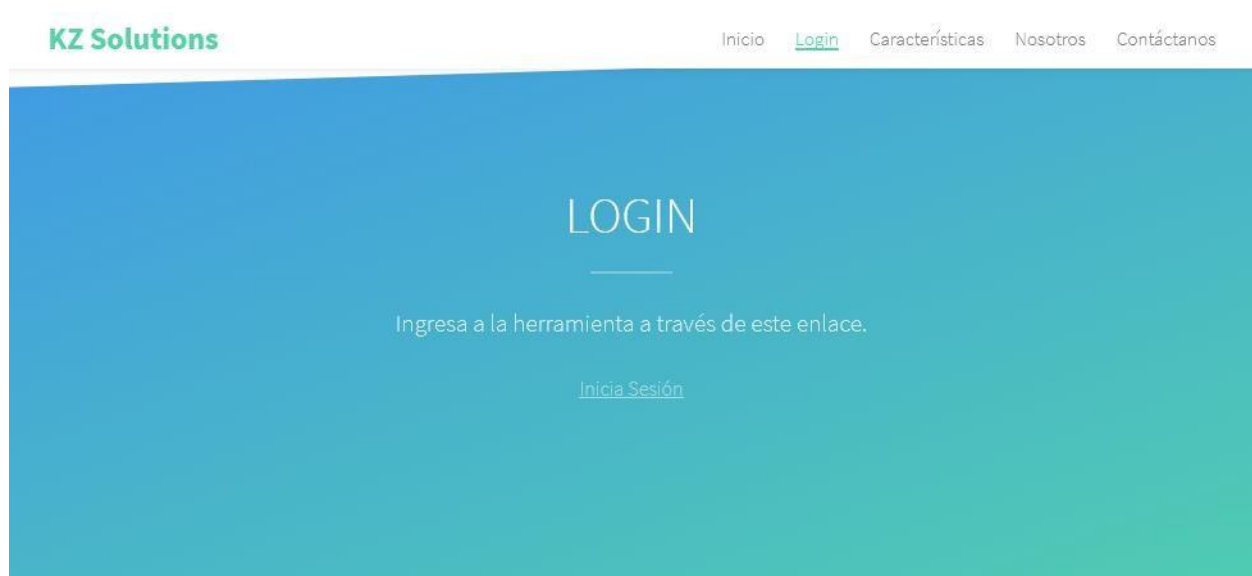 KZ Solutions
Inicio Login Características Nosotros Contáctanos
LOGIN
Ingresa a la herramienta a través de este enlace.
Inicia Sesión